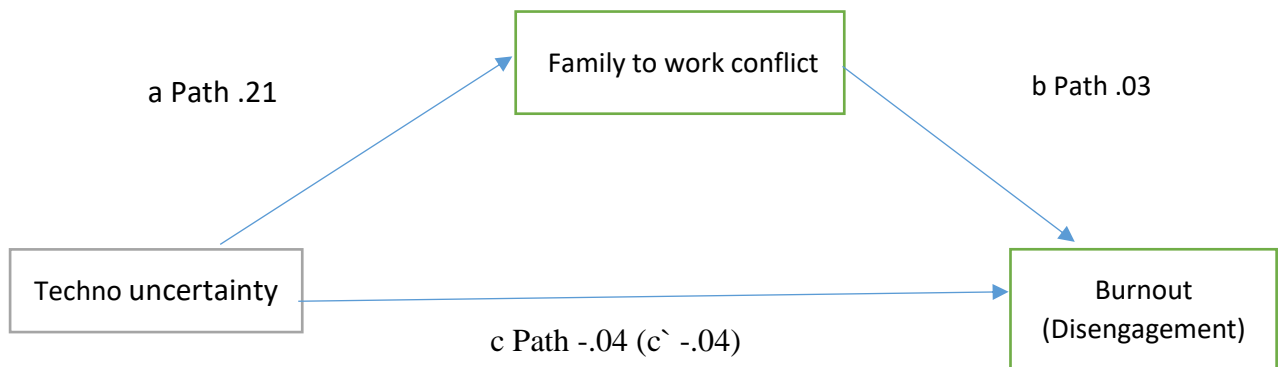 Family to work conflict
a Path .21
b Path .03
Techno uncertainty
Burnout
(Disengagement)
c Path -.04 (c` -.04)